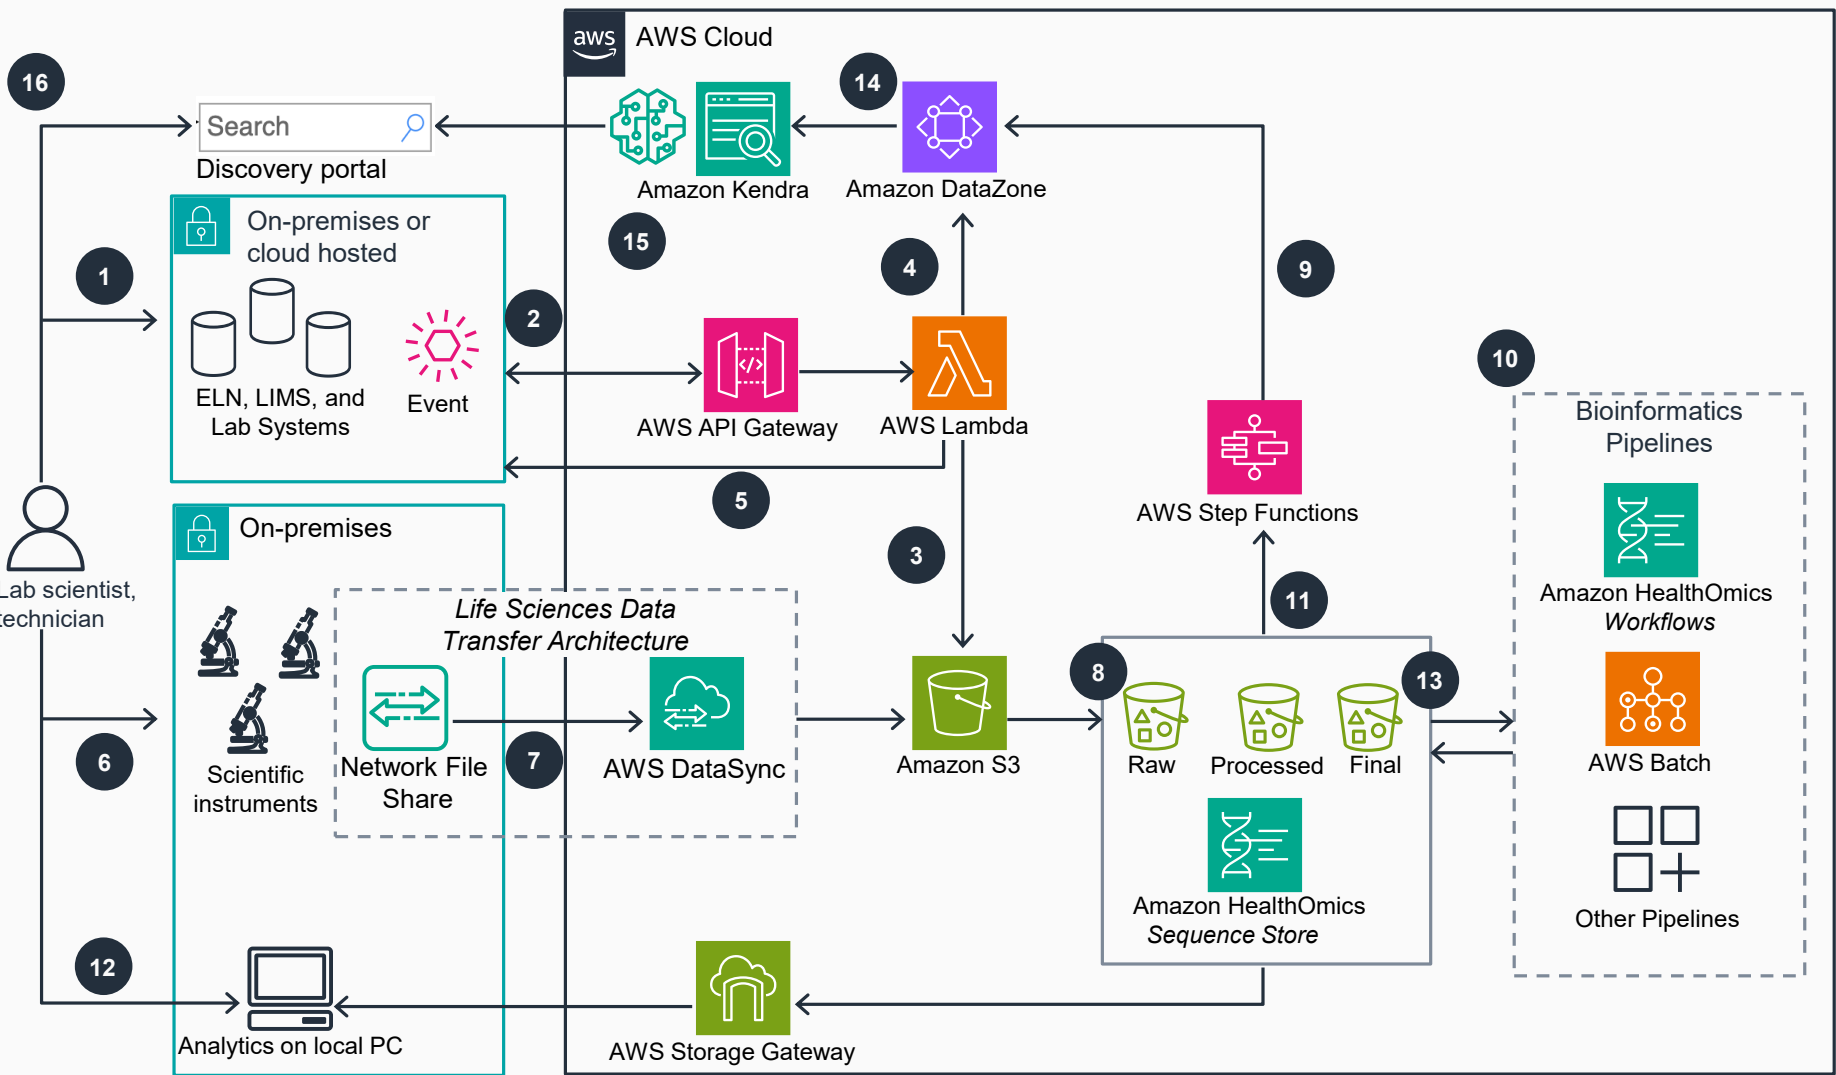 aws
AWS Cloud
16
14
Search
Discovery portal
Amazon Kendra
Amazon DataZone
On-premises or
cloud hosted
15
4
9
1
2
10
ELN, LIMS, and
Lab Systems
Event
</>
AWS API Gateway
AWS Lambda
Bioinformatics
Pipelines
5
AWS Step Functions
On-premises
3
Lab scientist,
technician
Life Sciences Data
Transfer Architecture
11
Amazon HealthOmics
Workflows
8
13
6
7
Scientific
instruments
Network File
Share
AWS DataSync
Amazon S3
Raw
Processed
Final
AWS Batch
Amazon HealthOmics
Sequence Store
Other Pipelines
12
Analytics on local PC
AWS Storage Gateway